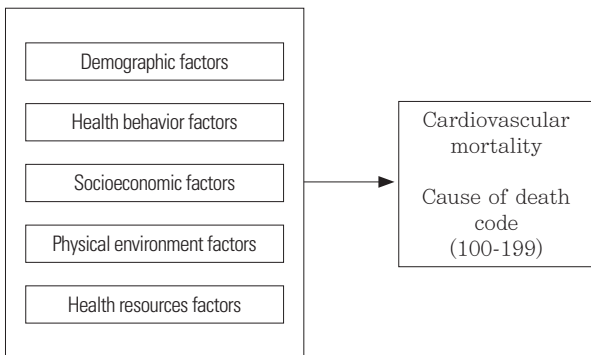 Demographic factors
Health behavior factors
Socioeconomic factors
Physical environment factors
Health resources factors
Cardiovascular
mortality
Cause of death
code
(100-199)